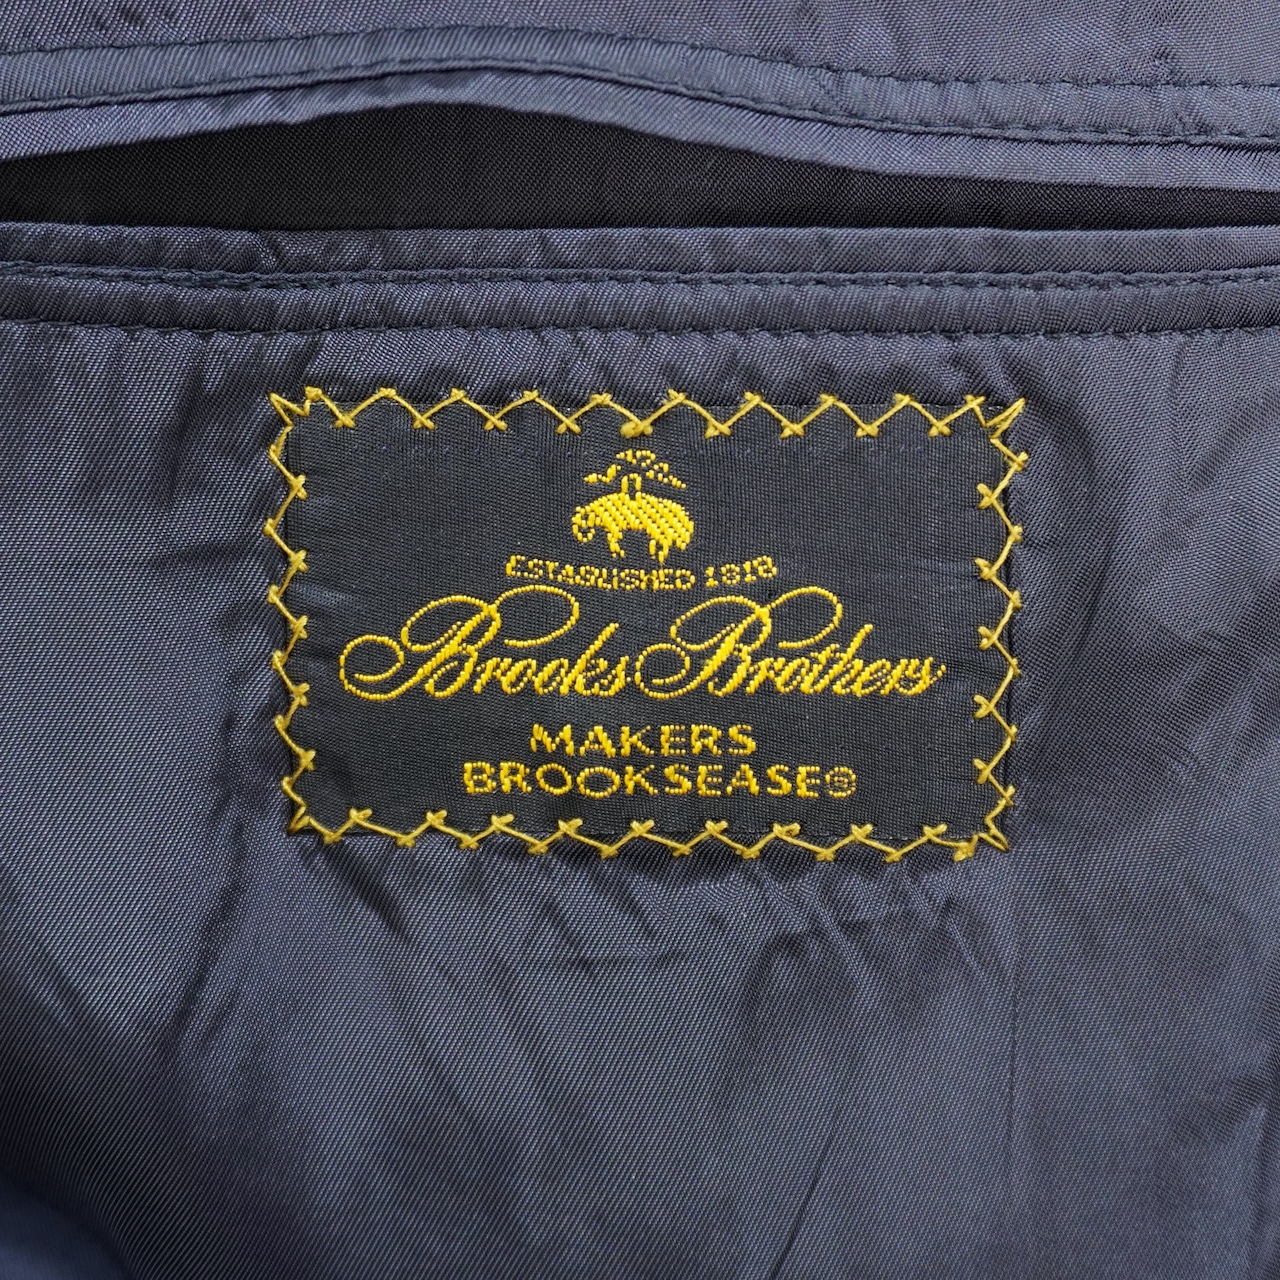 ESTABLISHED 1818
Brooks Brothers
MAKERS
BROOKSEASE®